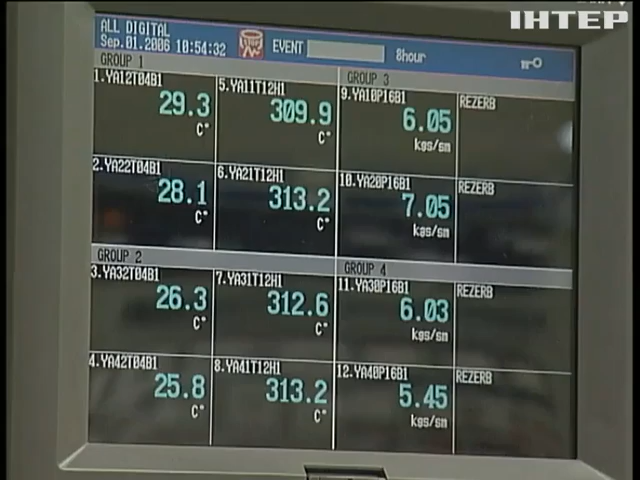 ІНТЕР
ALL DIGITAL
Sep.01.2006 10:54:32 EVENT 8hour
GROUP 1
GROUP 3
1.YA12T04B1
29.3
C°
5.YA11T12H1
309.9
C°
9.YA10P16B1
6.05
kgs/sm
REZERB
2.YA22T04B1
28.1
C°
6.YA21T12H1
313.2
C°
10.YA20P16B1
7.05
kgs/sm
REZERB
GROUP 2
GROUP 4
3.YA32T04B1
26.3
C°
7.YA31T12H1
312.6
C°
11.YA30P16B1
6.03
kgs/sm
REZERB
4.YA42T04B1
25.8
C°
8.YA41T12H1
313.2
C°
12.YA40P16B1
5.45
kgs/sm
REZERB